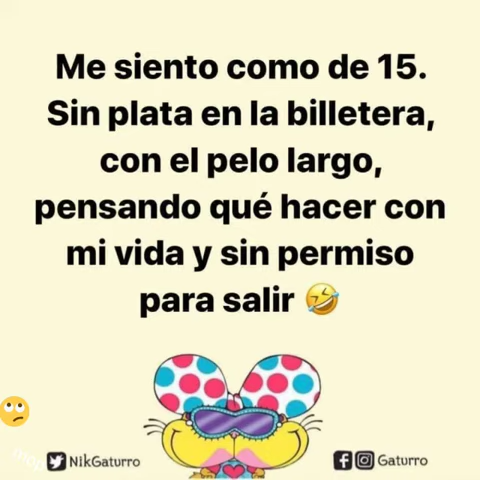 Me siento como de 15.
Sin plata en la billetera,
con el pelo largo,
pensando qué hacer con
mi vida y sin permiso
para salir 🤣
NikGaturro
Gaturro